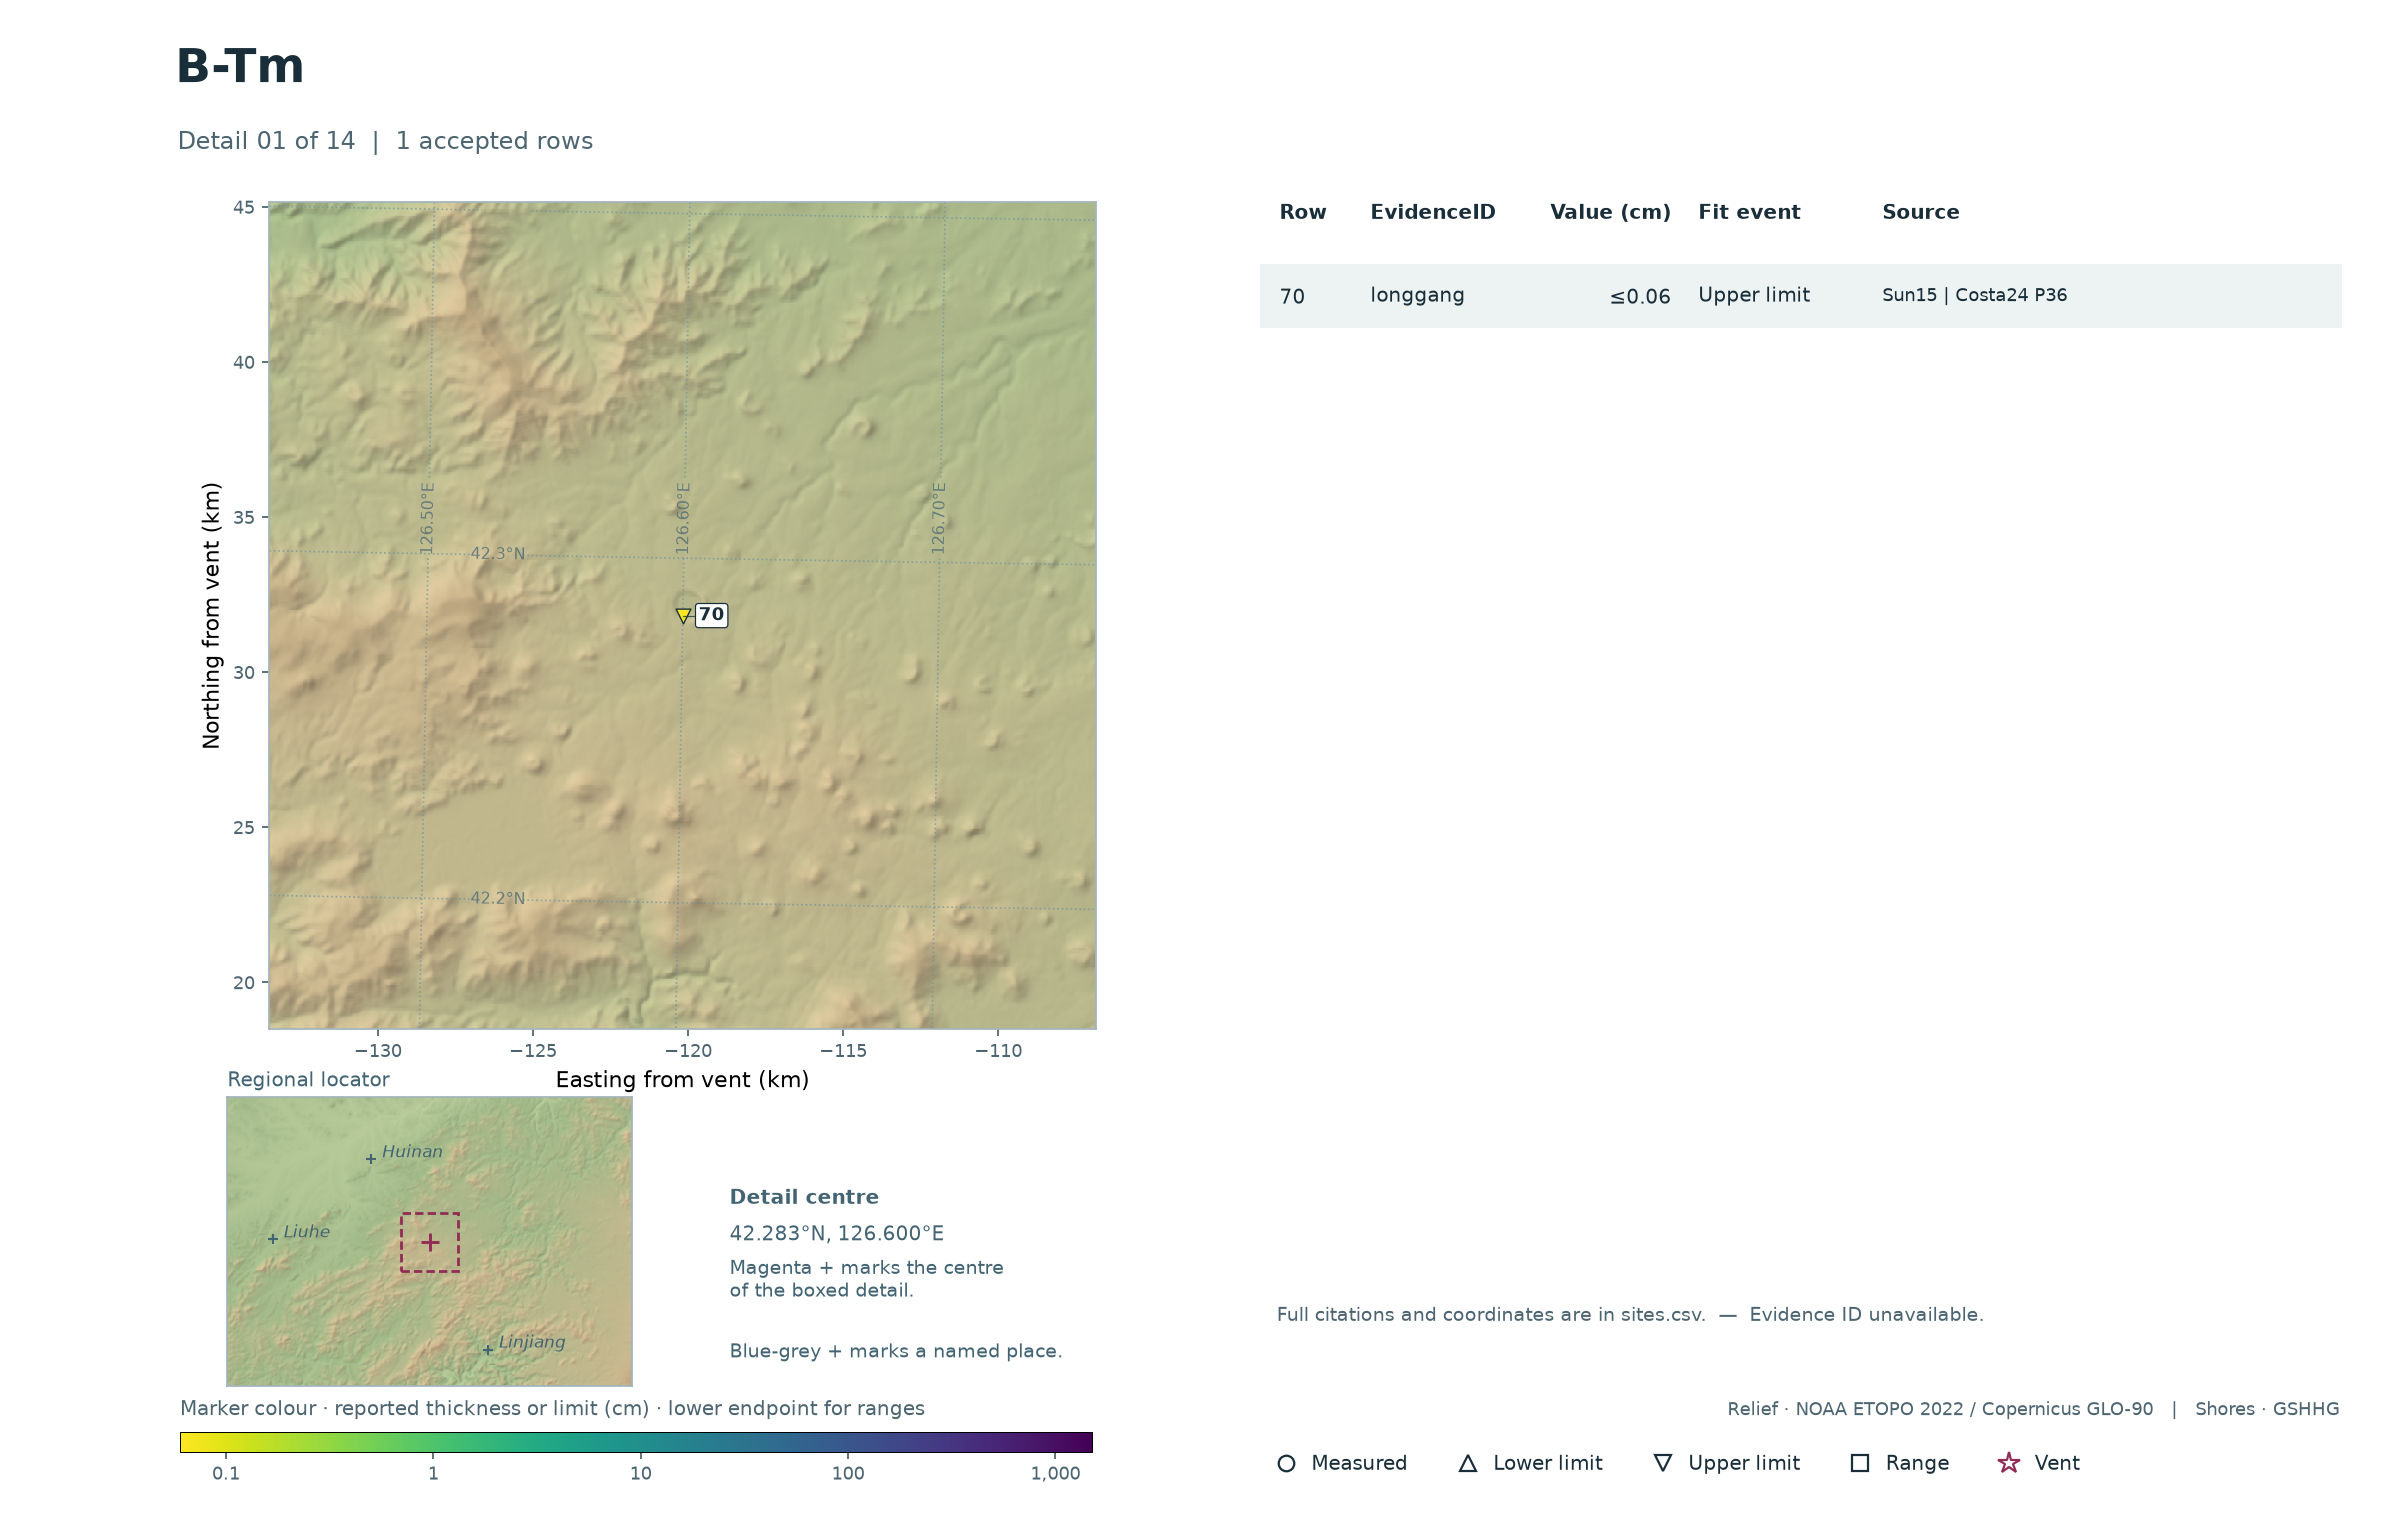 B-Tm
Detail 01 of 14 | 1 accepted rows
45
40
35
30
25
20
Northing from vent (km)
126.50°E
126.60°E
126.70°E
42.3°N
42.2°N
70
−130
−125
−120
−115
−110
Easting from vent (km)
Row EvidenceID Value (cm) Fit event Source
70 longgang ≤0.06 Upper limit Sun15 | Costa24 P36
Regional locator
Huinan
Liuhe
Linjiang
Detail centre
42.283°N, 126.600°E
Magenta + marks the centre
of the boxed detail.
Blue-grey + marks a named place.
Full citations and coordinates are in sites.csv. — Evidence ID unavailable.
Marker colour · reported thickness or limit (cm) · lower endpoint for ranges
0.1 1 10 100 1,000
Relief · NOAA ETOPO 2022 / Copernicus GLO-90 | Shores · GSHHG
Measured Lower limit Upper limit Range Vent